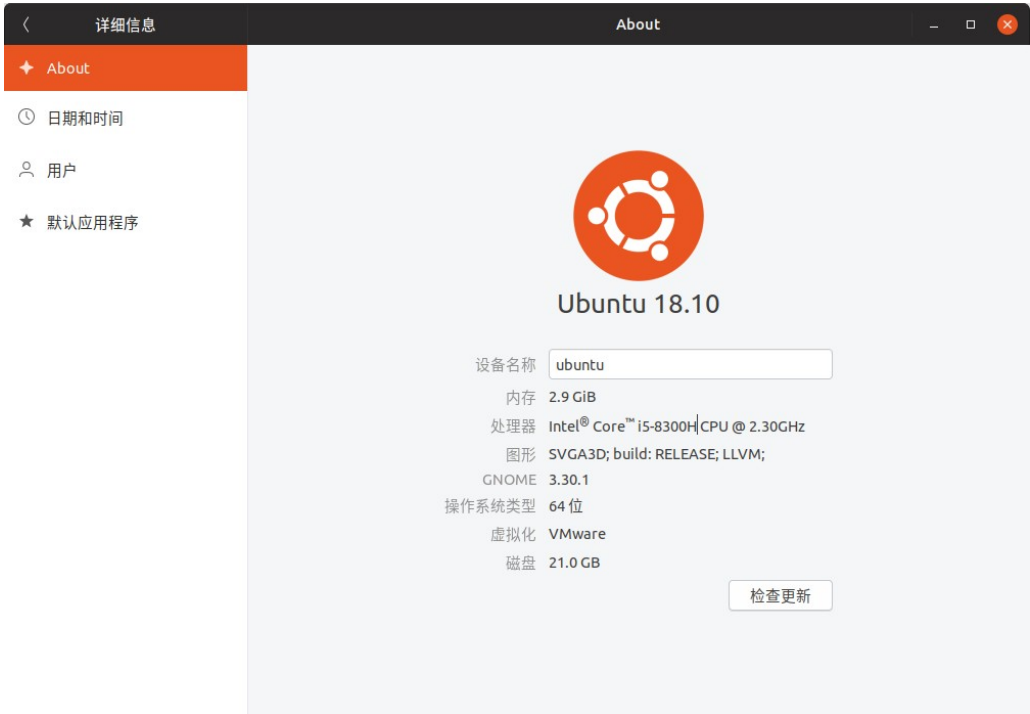 详细信息
About
About
日期和时间
用户
默认应用程序
Ubuntu 18.10
设备名称 ubuntu
内存 2.9 GiB
处理器 Intel® Core™ i5-8300H CPU @ 2.30GHz
图形 SVGA3D; build: RELEASE; LLVM;
GNOME 3.30.1
操作系统类型 64 位
虚拟化 VMware
磁盘 21.0 GB
检查更新